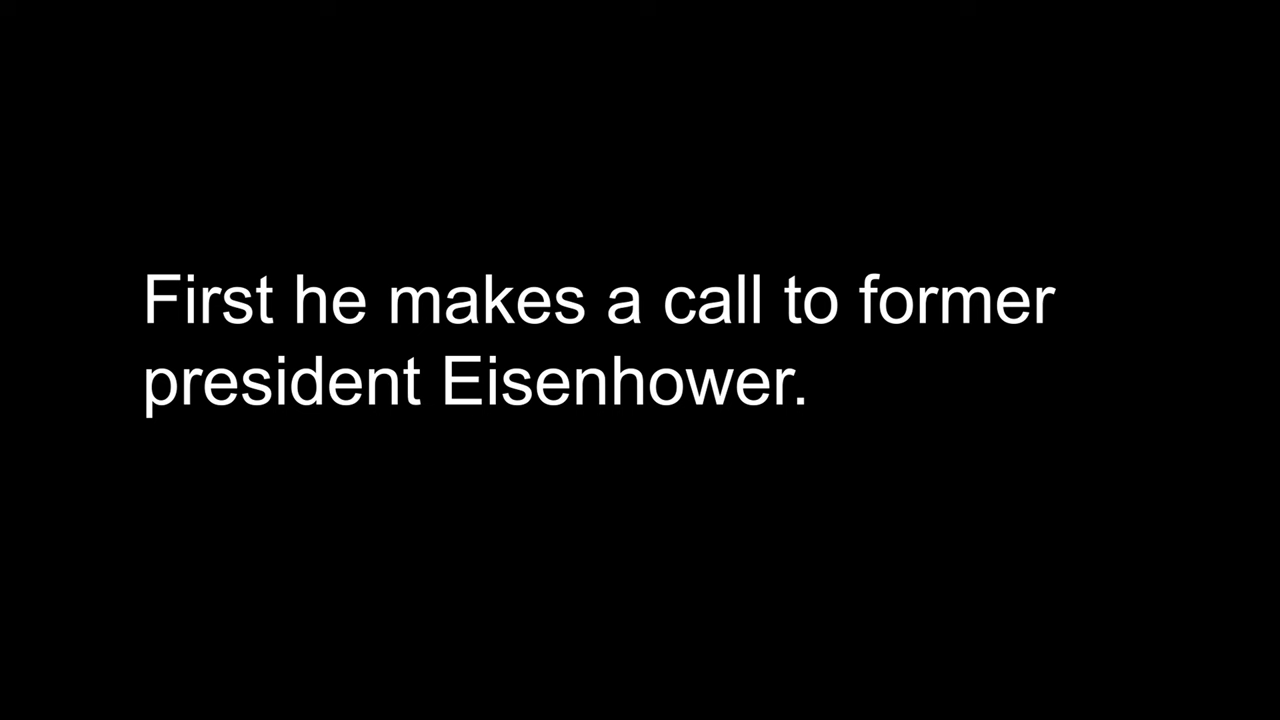 First he makes a call to former
president Eisenhower.